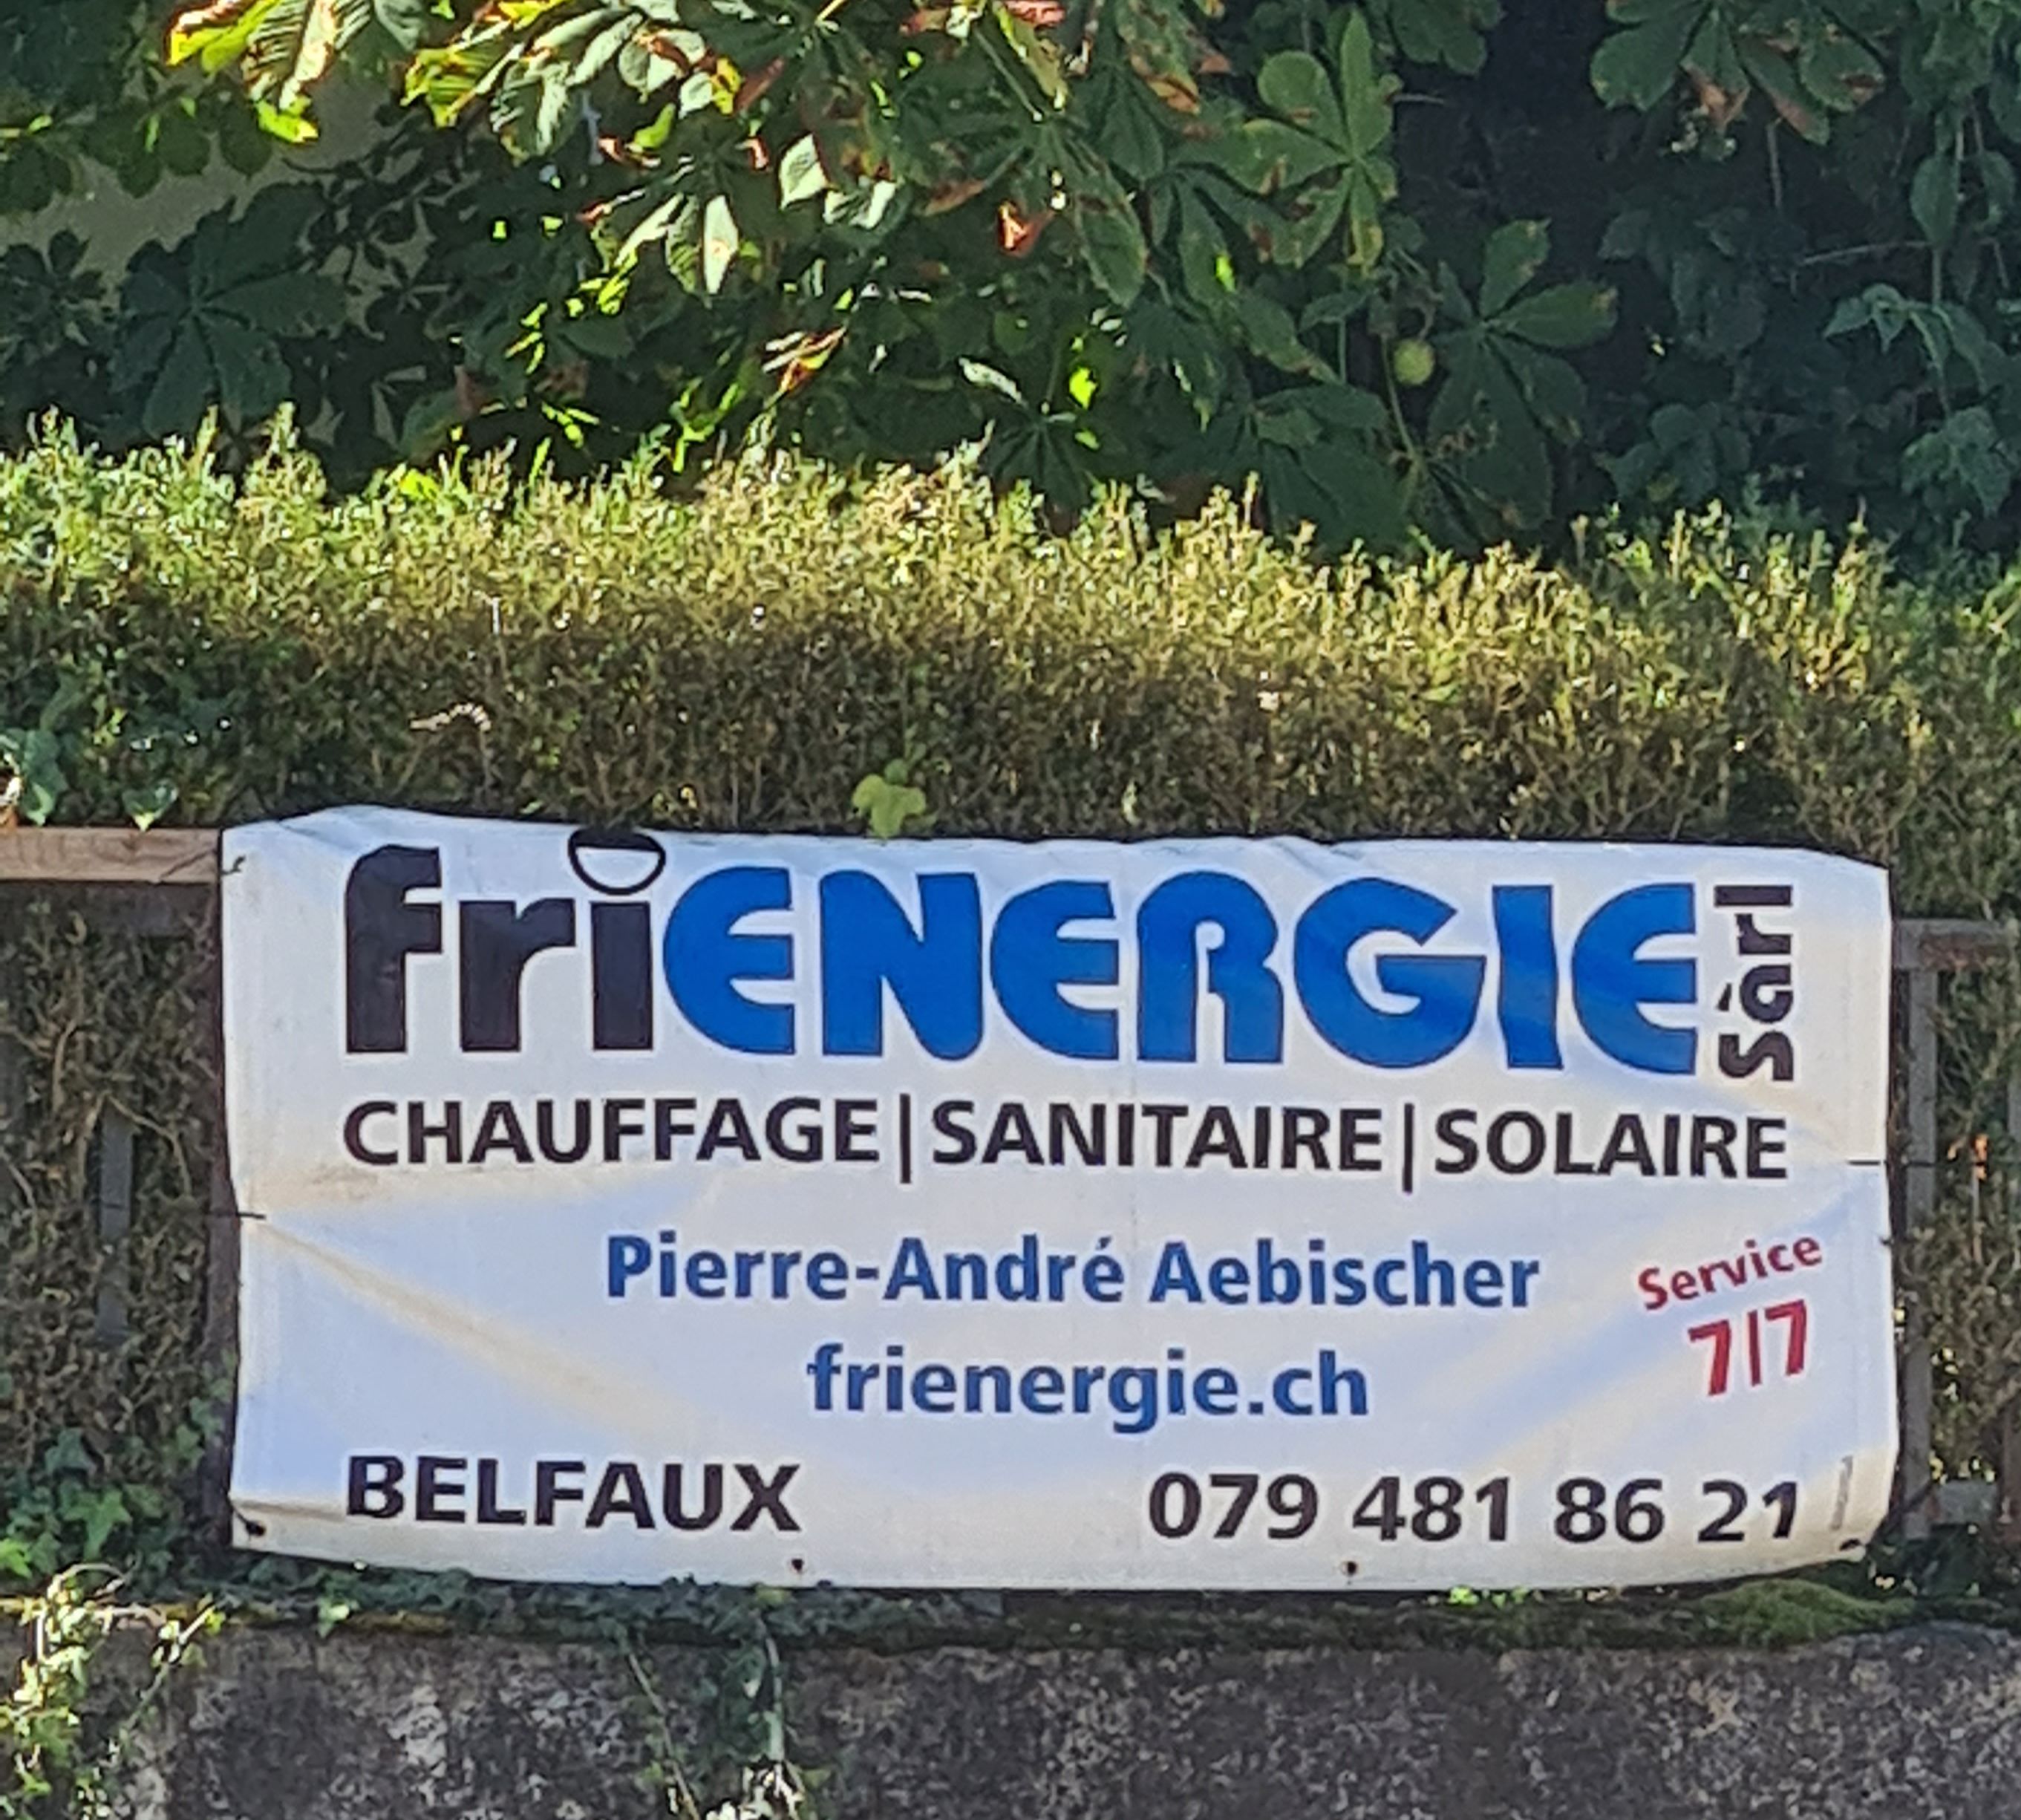 friENERGIE Sàrl
CHAUFFAGE|SANITAIRE|SOLAIRE
Pierre-André Aebischer
Service
7/7
frienergie.ch
BELFAUX 079 481 86 21